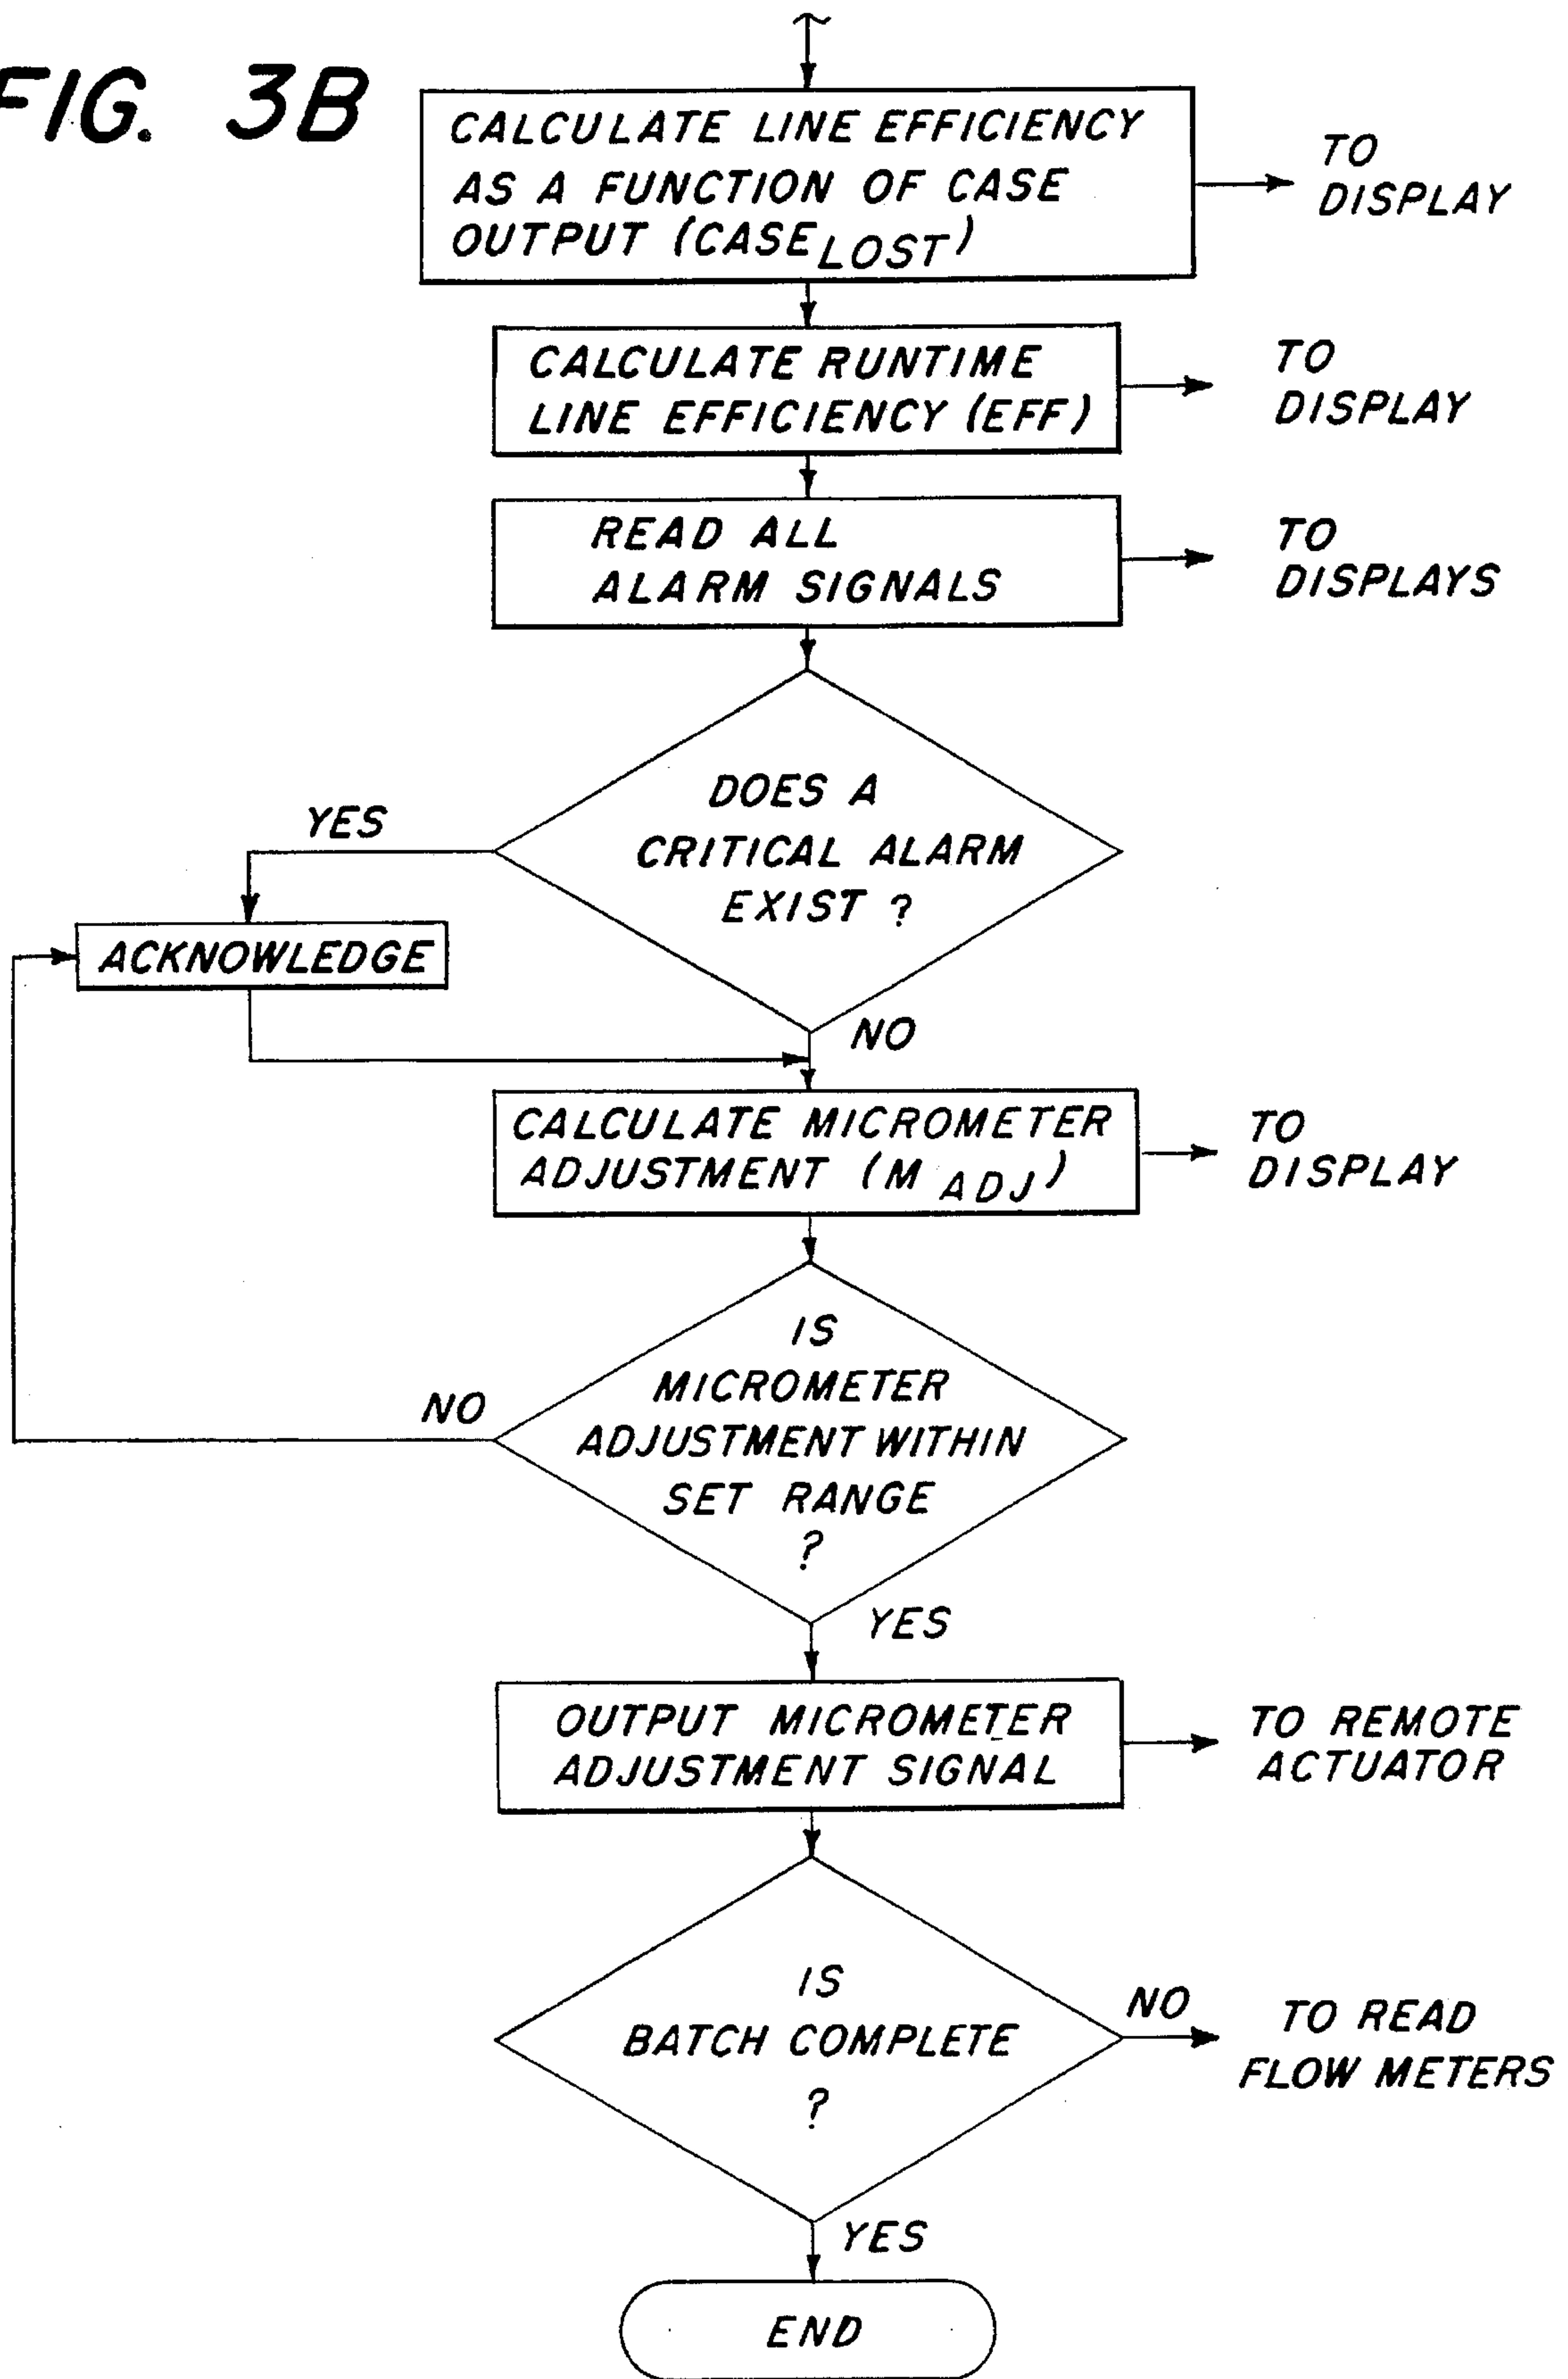 FIG. 3B
CALCULATE LINE EFFICIENCY
AS A FUNCTION OF CASE
OUTPUT (CASE LOST)
TO
DISPLAY
CALCULATE RUNTIME
LINE EFFICIENCY (EFF)
TO
DISPLAY
READ ALL
ALARM SIGNALS
TO
DISPLAYS
DOES A
CRITICAL ALARM
EXIST ?
YES
ACKNOWLEDGE
NO
CALCULATE MICROMETER
ADJUSTMENT (M ADJ)
TO
DISPLAY
IS
MICROMETER
ADJUSTMENT WITHIN
SET RANGE
?
NO
YES
OUTPUT MICROMETER
ADJUSTMENT SIGNAL
TO REMOTE
ACTUATOR
IS
BATCH COMPLETE
?
NO
TO READ
FLOW METERS
YES
END